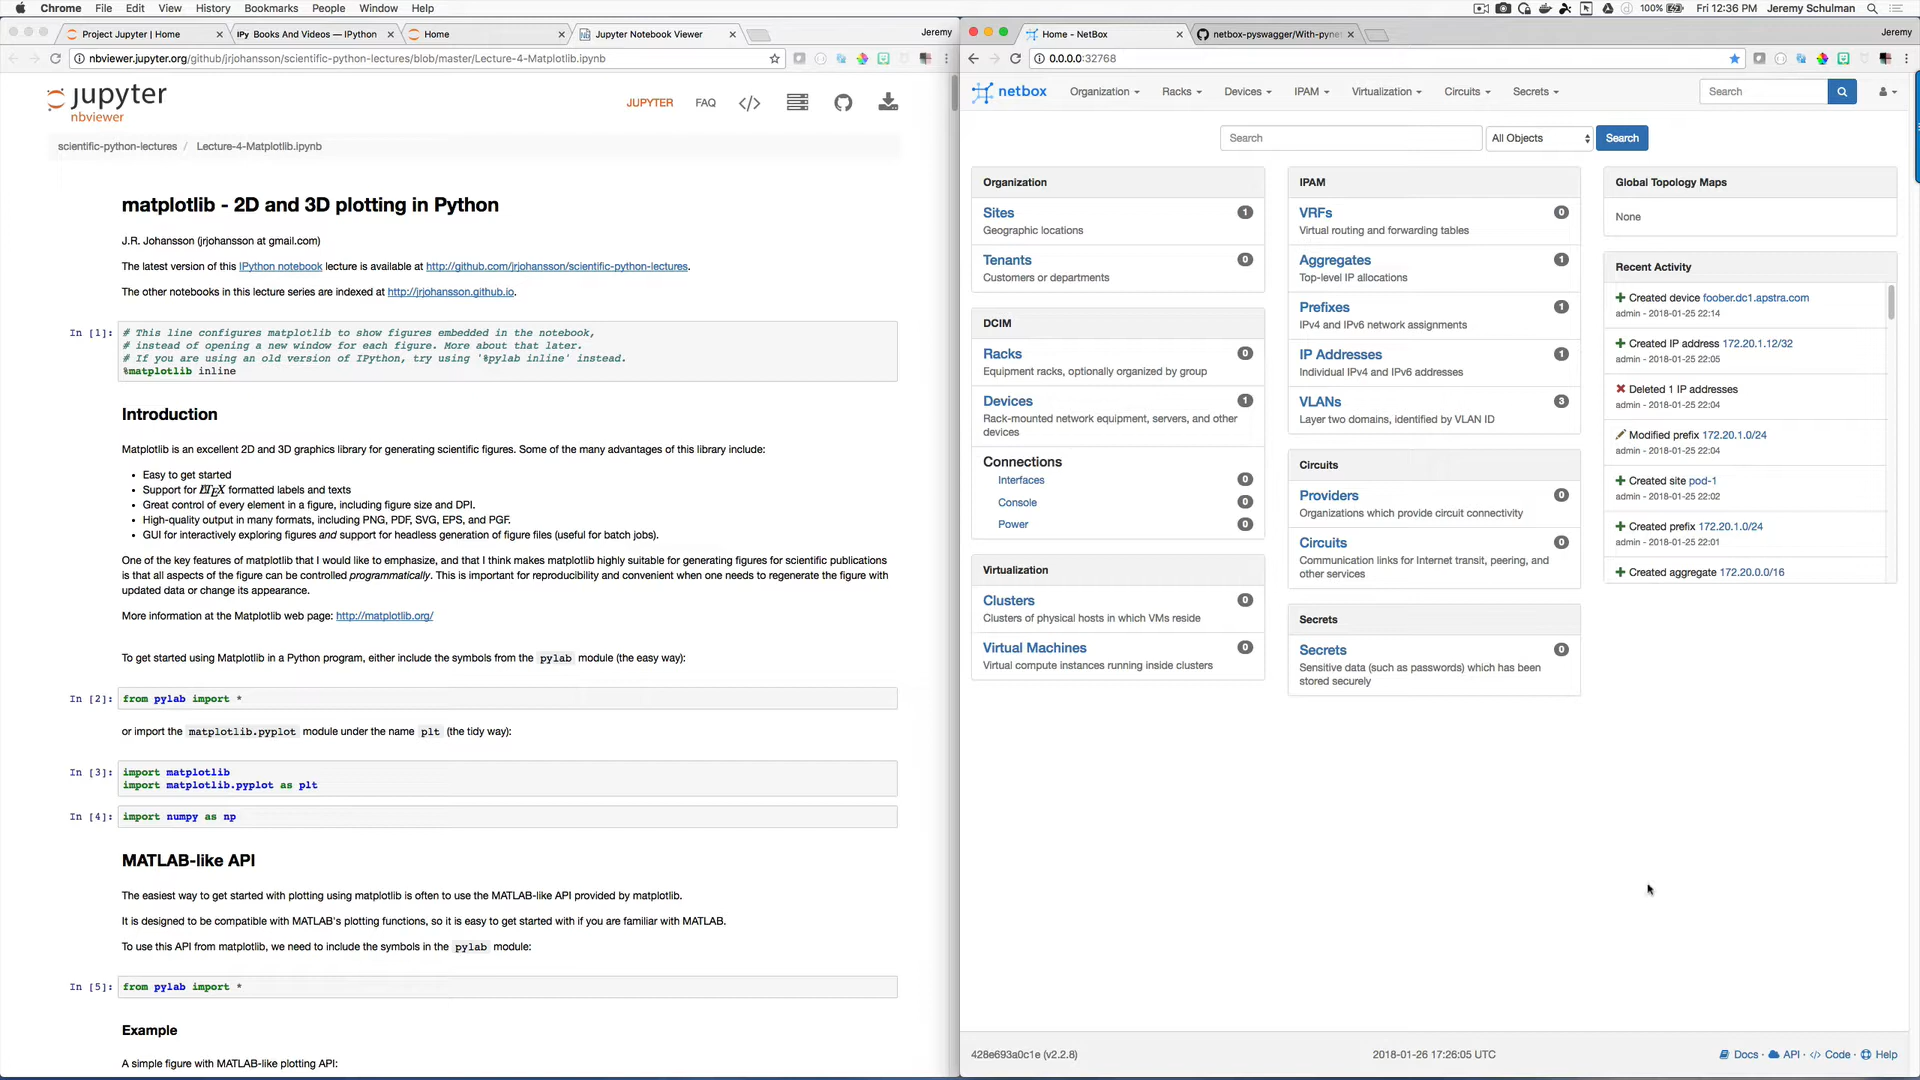 Chrome File Edit View History Bookmarks People Window Help
100% Fri 12:36 PM Jeremy Schulman
Project Jupyter | Home
IPy Books And Videos — IPython
Home
Jupyter Notebook Viewer
Jeremy
nbviewer.jupyter.org/github/jrjohansson/scientific-python-lectures/blob/master/Lecture-4-Matplotlib.ipynb
jupyter
nbviewer
JUPYTER FAQ
scientific-python-lectures / Lecture-4-Matplotlib.ipynb
matplotlib - 2D and 3D plotting in Python
J.R. Johansson (jrjohansson at gmail.com)
The latest version of this IPython notebook lecture is available at http://github.com/jrjohansson/scientific-python-lectures.
The other notebooks in this lecture series are indexed at http://jrjohansson.github.io.
In [1]: # This line configures matplotlib to show figures embedded in the notebook,
# instead of opening a new window for each figure. More about that later.
# If you are using an old version of IPython, try using '%pylab inline' instead.
%matplotlib inline
Introduction
Matplotlib is an excellent 2D and 3D graphics library for generating scientific figures. Some of the many advantages of this library include:
• Easy to get started
• Support for LATEX formatted labels and texts
• Great control of every element in a figure, including figure size and DPI.
• High-quality output in many formats, including PNG, PDF, SVG, EPS, and PGF.
• GUI for interactively exploring figures and support for headless generation of figure files (useful for batch jobs).
One of the key features of matplotlib that I would like to emphasize, and that I think makes matplotlib highly suitable for generating figures for scientific publications
is that all aspects of the figure can be controlled programmatically. This is important for reproducibility and convenient when one needs to regenerate the figure with
updated data or change its appearance.
More information at the Matplotlib web page: http://matplotlib.org/
To get started using Matplotlib in a Python program, either include the symbols from the pylab module (the easy way):
In [2]: from pylab import *
or import the matplotlib.pyplot module under the name plt (the tidy way):
In [3]: import matplotlib
import matplotlib.pyplot as plt
In [4]: import numpy as np
MATLAB-like API
The easiest way to get started with plotting using matplotlib is often to use the MATLAB-like API provided by matplotlib.
It is designed to be compatible with MATLAB's plotting functions, so it is easy to get started with if you are familiar with MATLAB.
To use this API from matplotlib, we need to include the symbols in the pylab module:
In [5]: from pylab import *
Example
A simple figure with MATLAB-like plotting API:
Home - NetBox
netbox-pyswagger/With-pyne
Jeremy
0.0.0.0:32768
netbox Organization Racks Devices IPAM Virtualization Circuits Secrets Search
Search All Objects Search
Organization
Sites 1
Geographic locations
Tenants 0
Customers or departments
DCIM
Racks 0
Equipment racks, optionally organized by group
Devices 1
Rack-mounted network equipment, servers, and other
devices
Connections
Interfaces 0
Console 0
Power 0
Virtualization
Clusters 0
Clusters of physical hosts in which VMs reside
Virtual Machines 0
Virtual compute instances running inside clusters
IPAM
VRFs 0
Virtual routing and forwarding tables
Aggregates 1
Top-level IP allocations
Prefixes 1
IPv4 and IPv6 network assignments
IP Addresses 1
Individual IPv4 and IPv6 addresses
VLANs 3
Layer two domains, identified by VLAN ID
Circuits
Providers 0
Organizations which provide circuit connectivity
Circuits 0
Communication links for Internet transit, peering, and
other services
Secrets
Secrets 0
Sensitive data (such as passwords) which has been
stored securely
Global Topology Maps
None
Recent Activity
Created device foober.dc1.apstra.com
admin - 2018-01-25 22:14
Created IP address 172.20.1.12/32
admin - 2018-01-25 22:05
Deleted 1 IP addresses
admin - 2018-01-25 22:04
Modified prefix 172.20.1.0/24
admin - 2018-01-25 22:04
Created site pod-1
admin - 2018-01-25 22:02
Created prefix 172.20.1.0/24
admin - 2018-01-25 22:01
Created aggregate 172.20.0.0/16
428e693a0c1e (v2.2.8)
2018-01-26 17:26:05 UTC
Docs · API · Code · Help